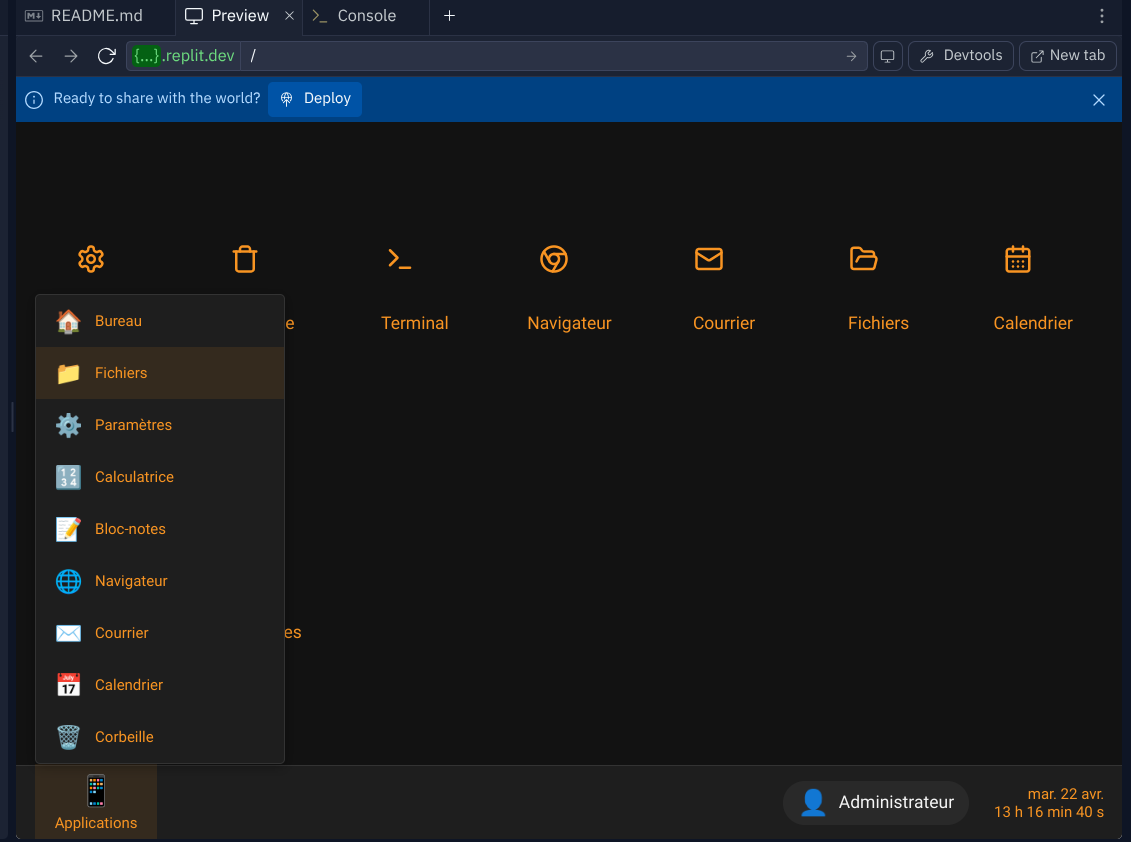 README.md
Preview
Console
{...}.replit.dev /
Devtools
New tab
Ready to share with the world?
Deploy
e
Terminal
Navigateur
Courrier
Fichiers
Calendrier
Bureau
Fichiers
Paramètres
Calculatrice
Bloc-notes
Navigateur
Courrier
es
Calendrier
Corbeille
Applications
Administrateur
mar. 22 avr.
13 h 16 min 40 s